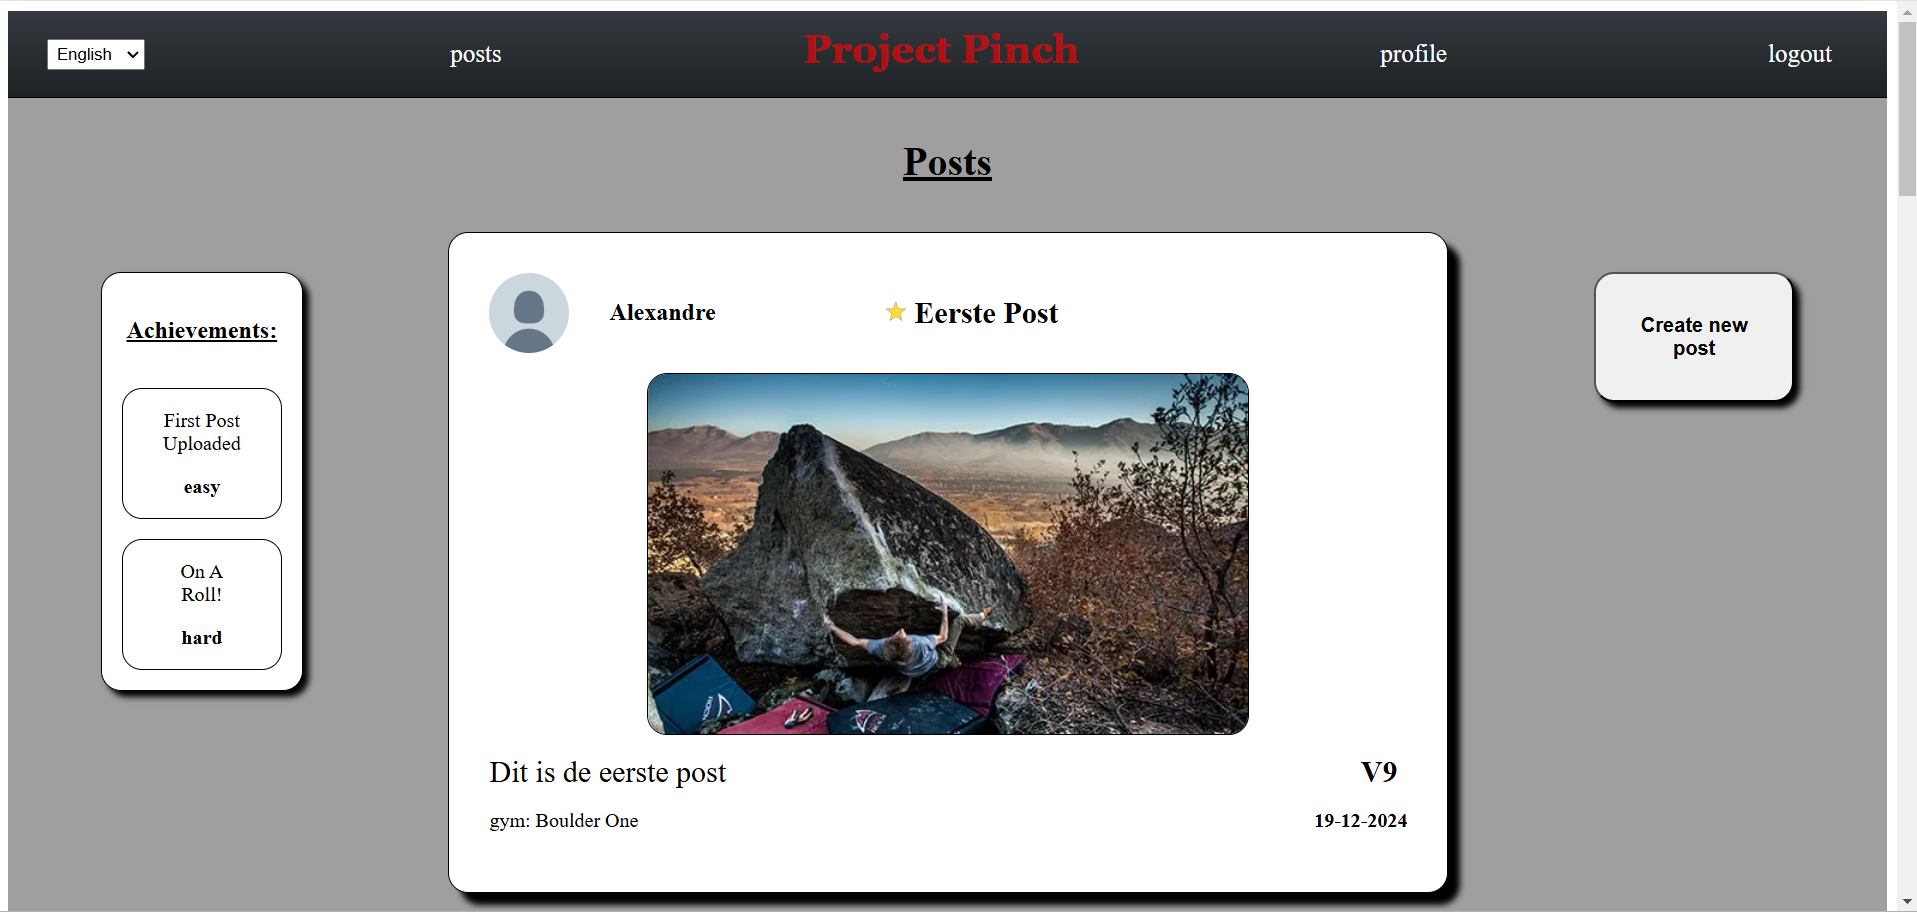 English
posts
Project Pinch
profile
logout
Posts
Achievements:
First Post
Uploaded
easy
On A
Roll!
hard
Alexandre
Eerste Post
Dit is de eerste post
V9
gym: Boulder One
19-12-2024
Create new
post